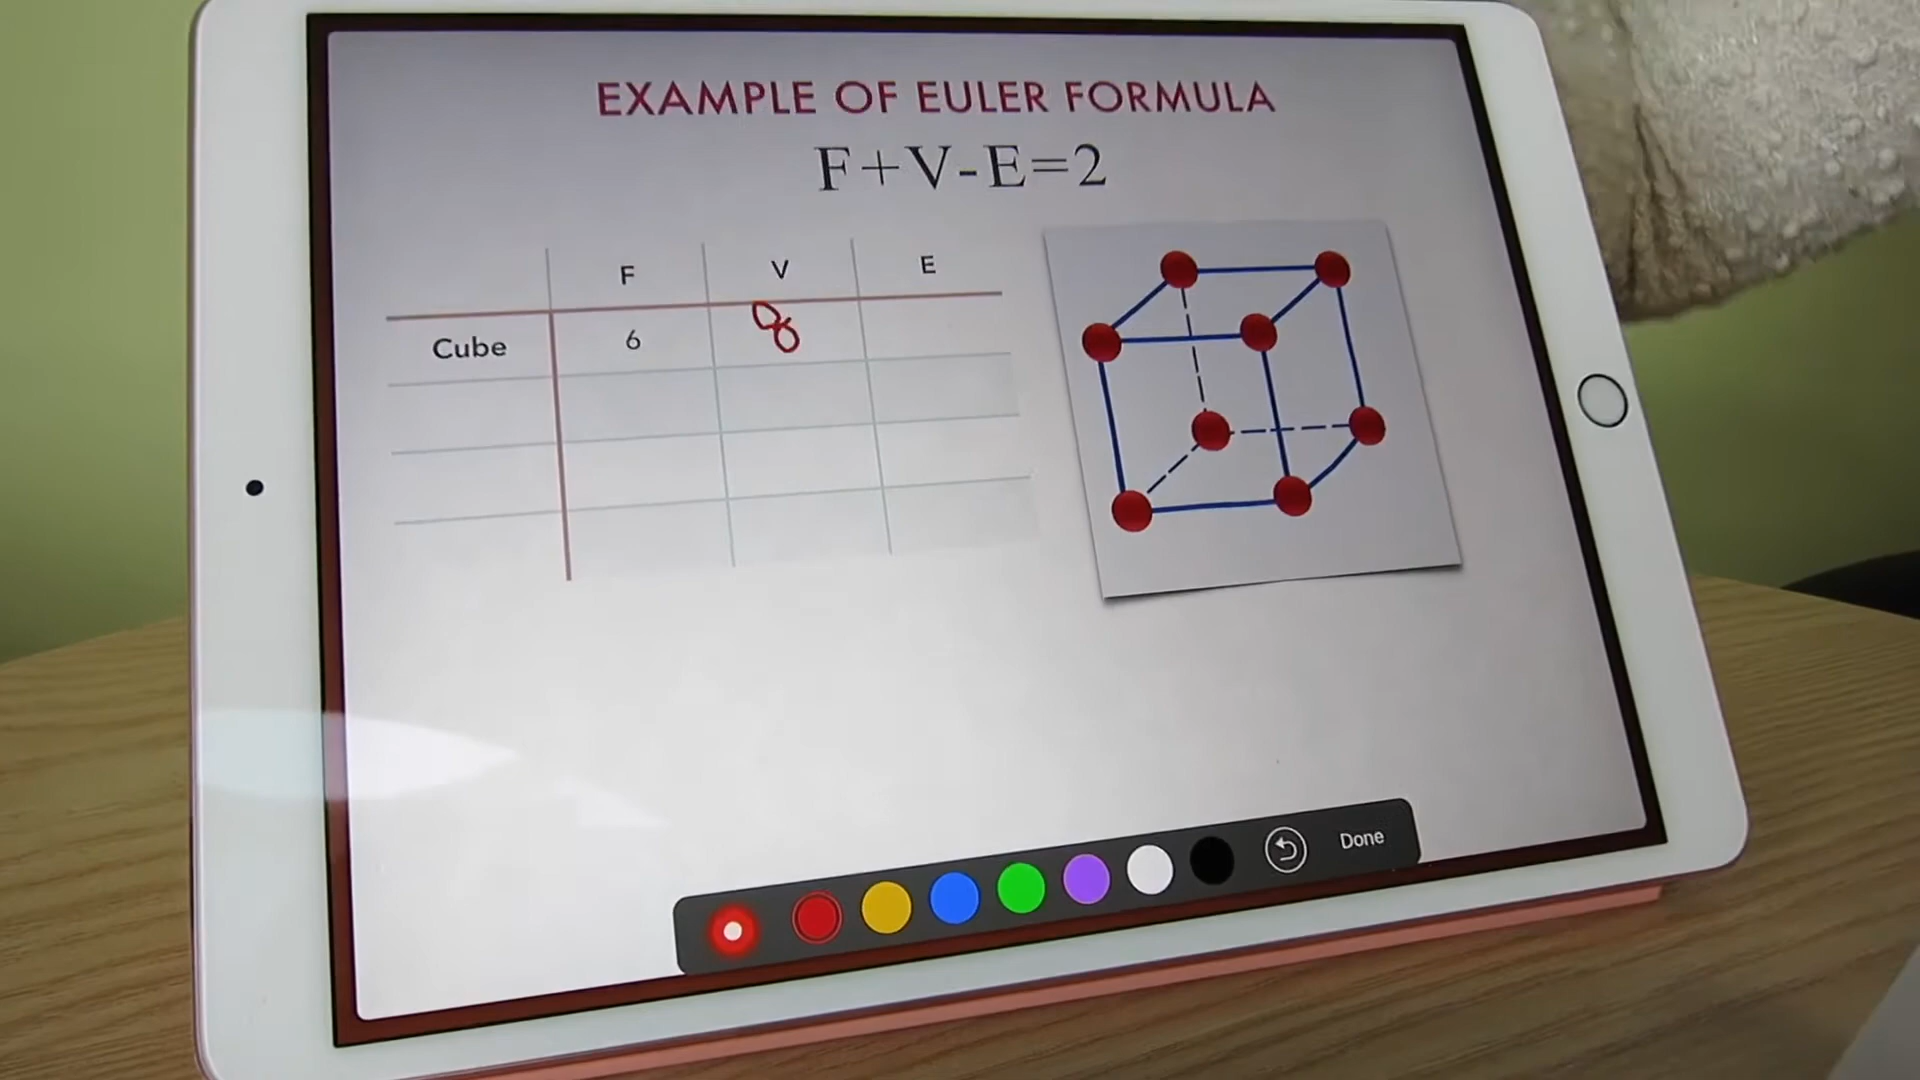 EXAMPLE OF EULER FORMULA
F+V-E=2
F V E
Cube 6 8
Done